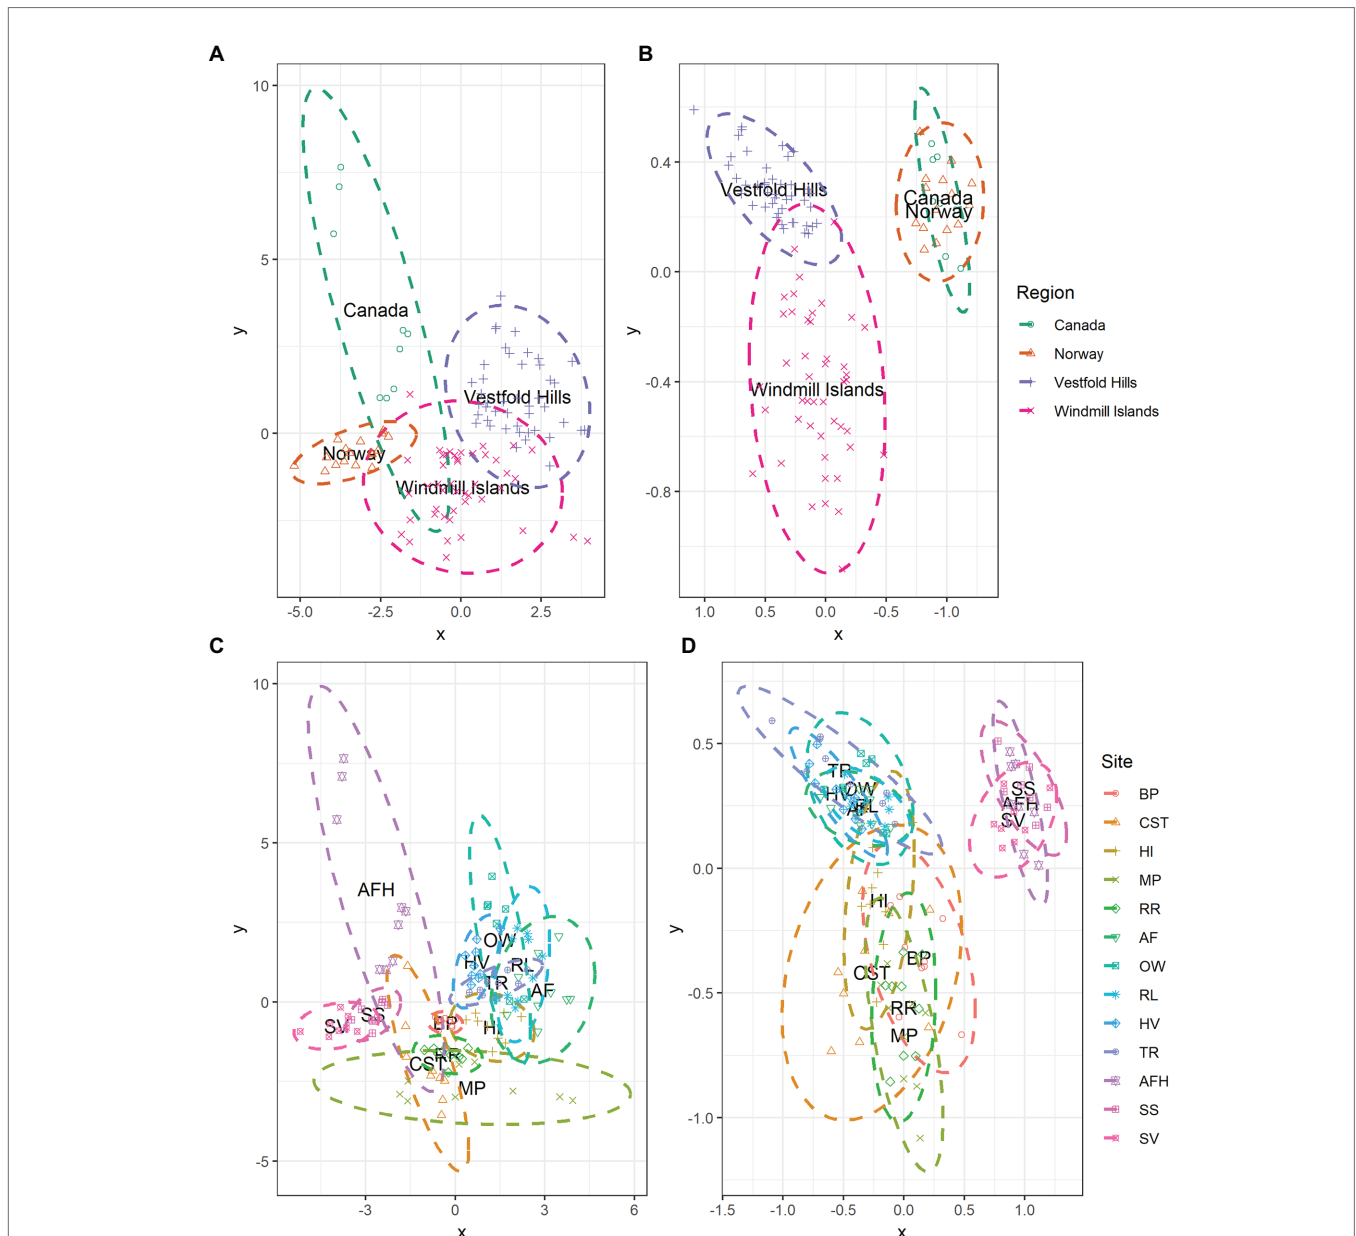 A
B
10
5
0
y
Canada
Vestfold Hills
Norway
Windmill Islands
-5.0
-2.5
0.0
2.5
x
0.4
0.0
-0.4
-0.8
y
Vestfold Hills
Canada
Norway
Windmill Islands
1.0
0.5
0.0
-0.5
-1.0
x
Region
Canada
Norway
Vestfold Hills
Windmill Islands
C
D
10
5
0
-5
y
AFH
OW
HV
RL
TR
AF
SS
SV
BP
HI
RR
CST
MP
-3
0
3
6
x
0.5
0.0
-0.5
-1.0
y
TR
OW
HV
AF
RL
SS
AFH
SV
HI
BP
CST
RR
MP
-1.5
-1.0
-0.5
0.0
0.5
1.0
x
Site
BP
CST
HI
MP
RR
AF
OW
RL
HV
TR
AFH
SS
SV